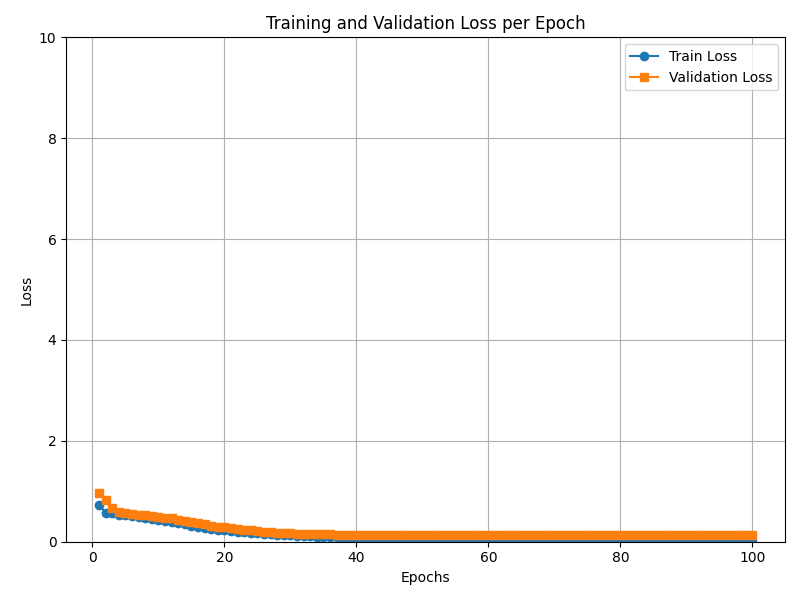 Training and Validation Loss per Epoch
Train Loss
Validation Loss
Loss
10
8
6
4
2
0
0 20 40 60 80 100
Epochs